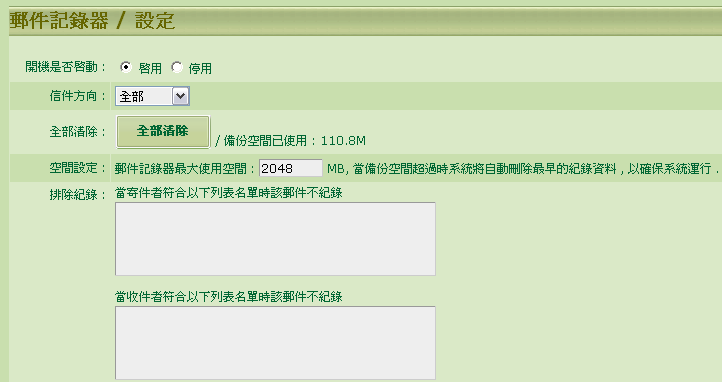 郵件記錄器 / 設定
開機是否啓動： 啓用 停用
信件方向： 全部
全部清除： 全部清除 / 備份空間已使用：110.8M
空間設定： 郵件記錄器最大使用空間：2048 MB, 當備份空間超過時系統將自動刪除最早的紀錄資料，以確保系統運行．
排除紀錄： 當寄件者符合以下列表名單時該郵件不紀錄
當收件者符合以下列表名單時該郵件不紀錄